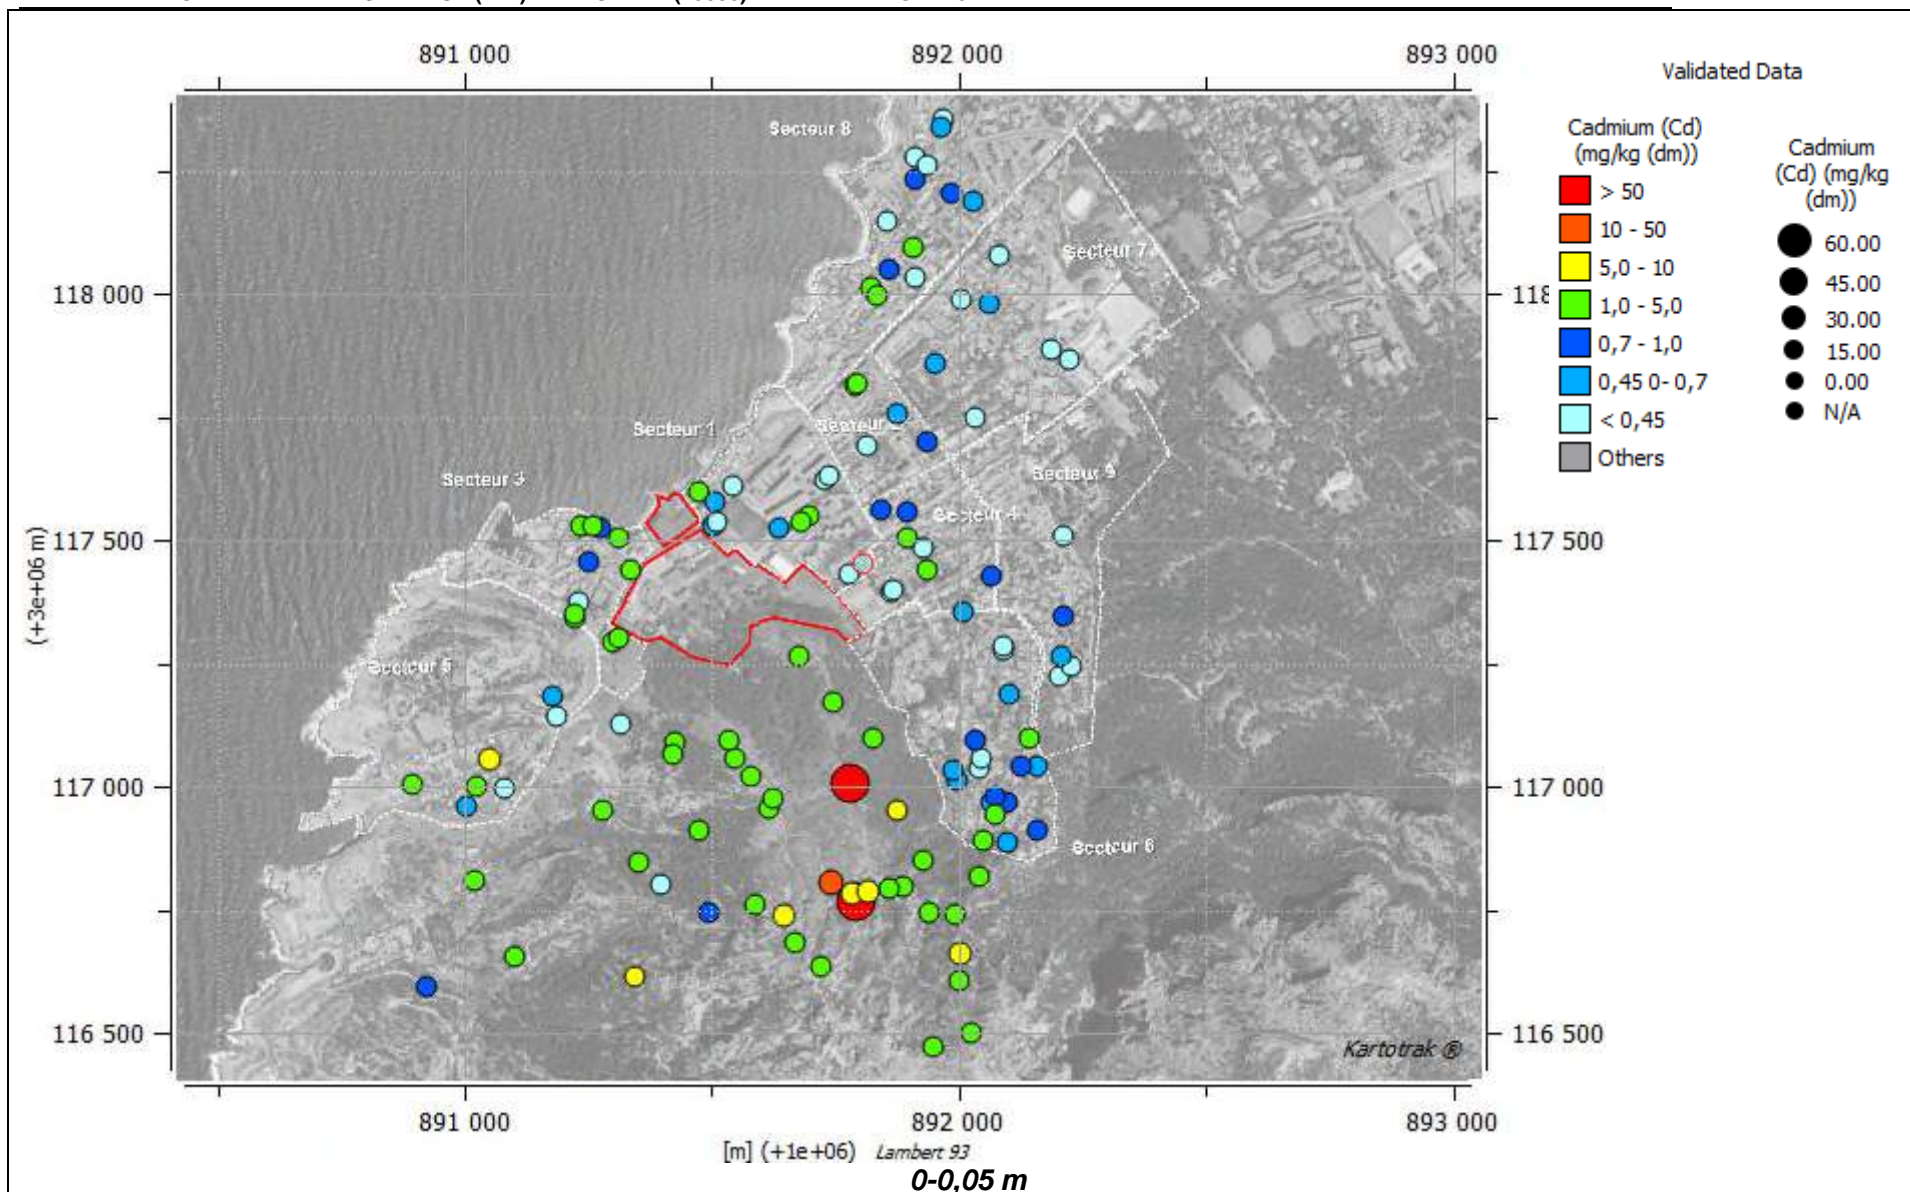 891 000
892 000
893 000
Validated Data
Cadmium (Cd)
(mg/kg (dm))
> 50
10 - 50
5,0 - 10
1,0 - 5,0
0,7 - 1,0
0,45 0- 0,7
< 0,45
Others
Cadmium
(Cd) (mg/kg
(dm))
60.00
45.00
30.00
15.00
0.00
N/A
Secteur 8
Secteur 7
118 000
118
Secteur 1
Secteur
Secteur 3
Secteur 9
Secteur 4
117 500
117 500
(+3e+06 m)
Secteur 5
117 000
117 000
Secteur 6
116 500
116 500
Kartotrak ®
891 000
892 000
893 000
[m] (+1e+06) Lambert 93
0-0,05 m